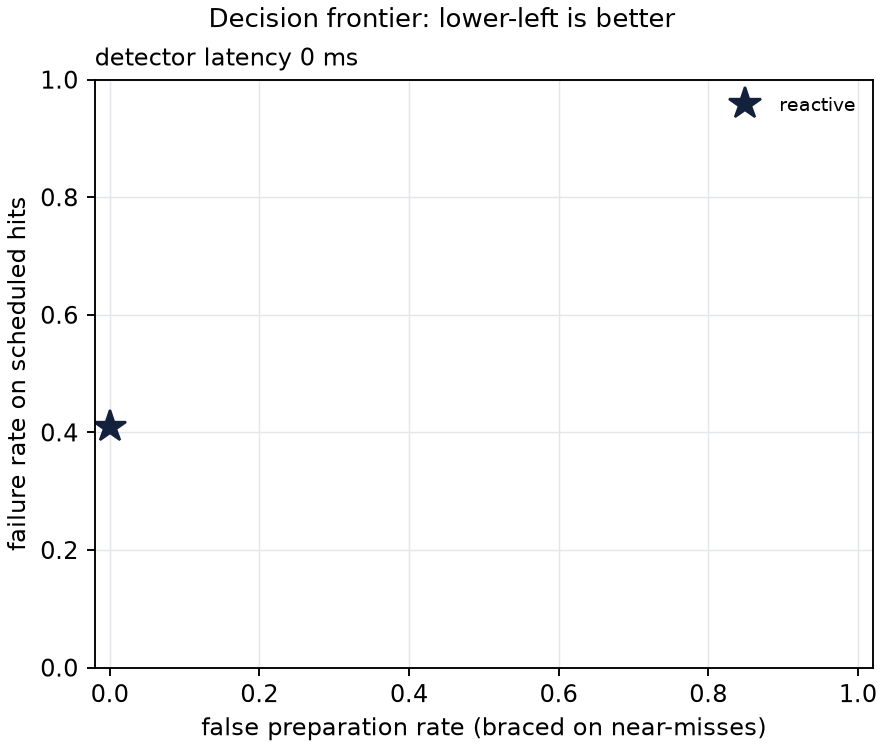 Decision frontier: lower-left is better
detector latency 0 ms
reactive
failure rate on scheduled hits
1.0
0.8
0.6
0.4
0.2
0.0
0.0 0.2 0.4 0.6 0.8 1.0
false preparation rate (braced on near-misses)